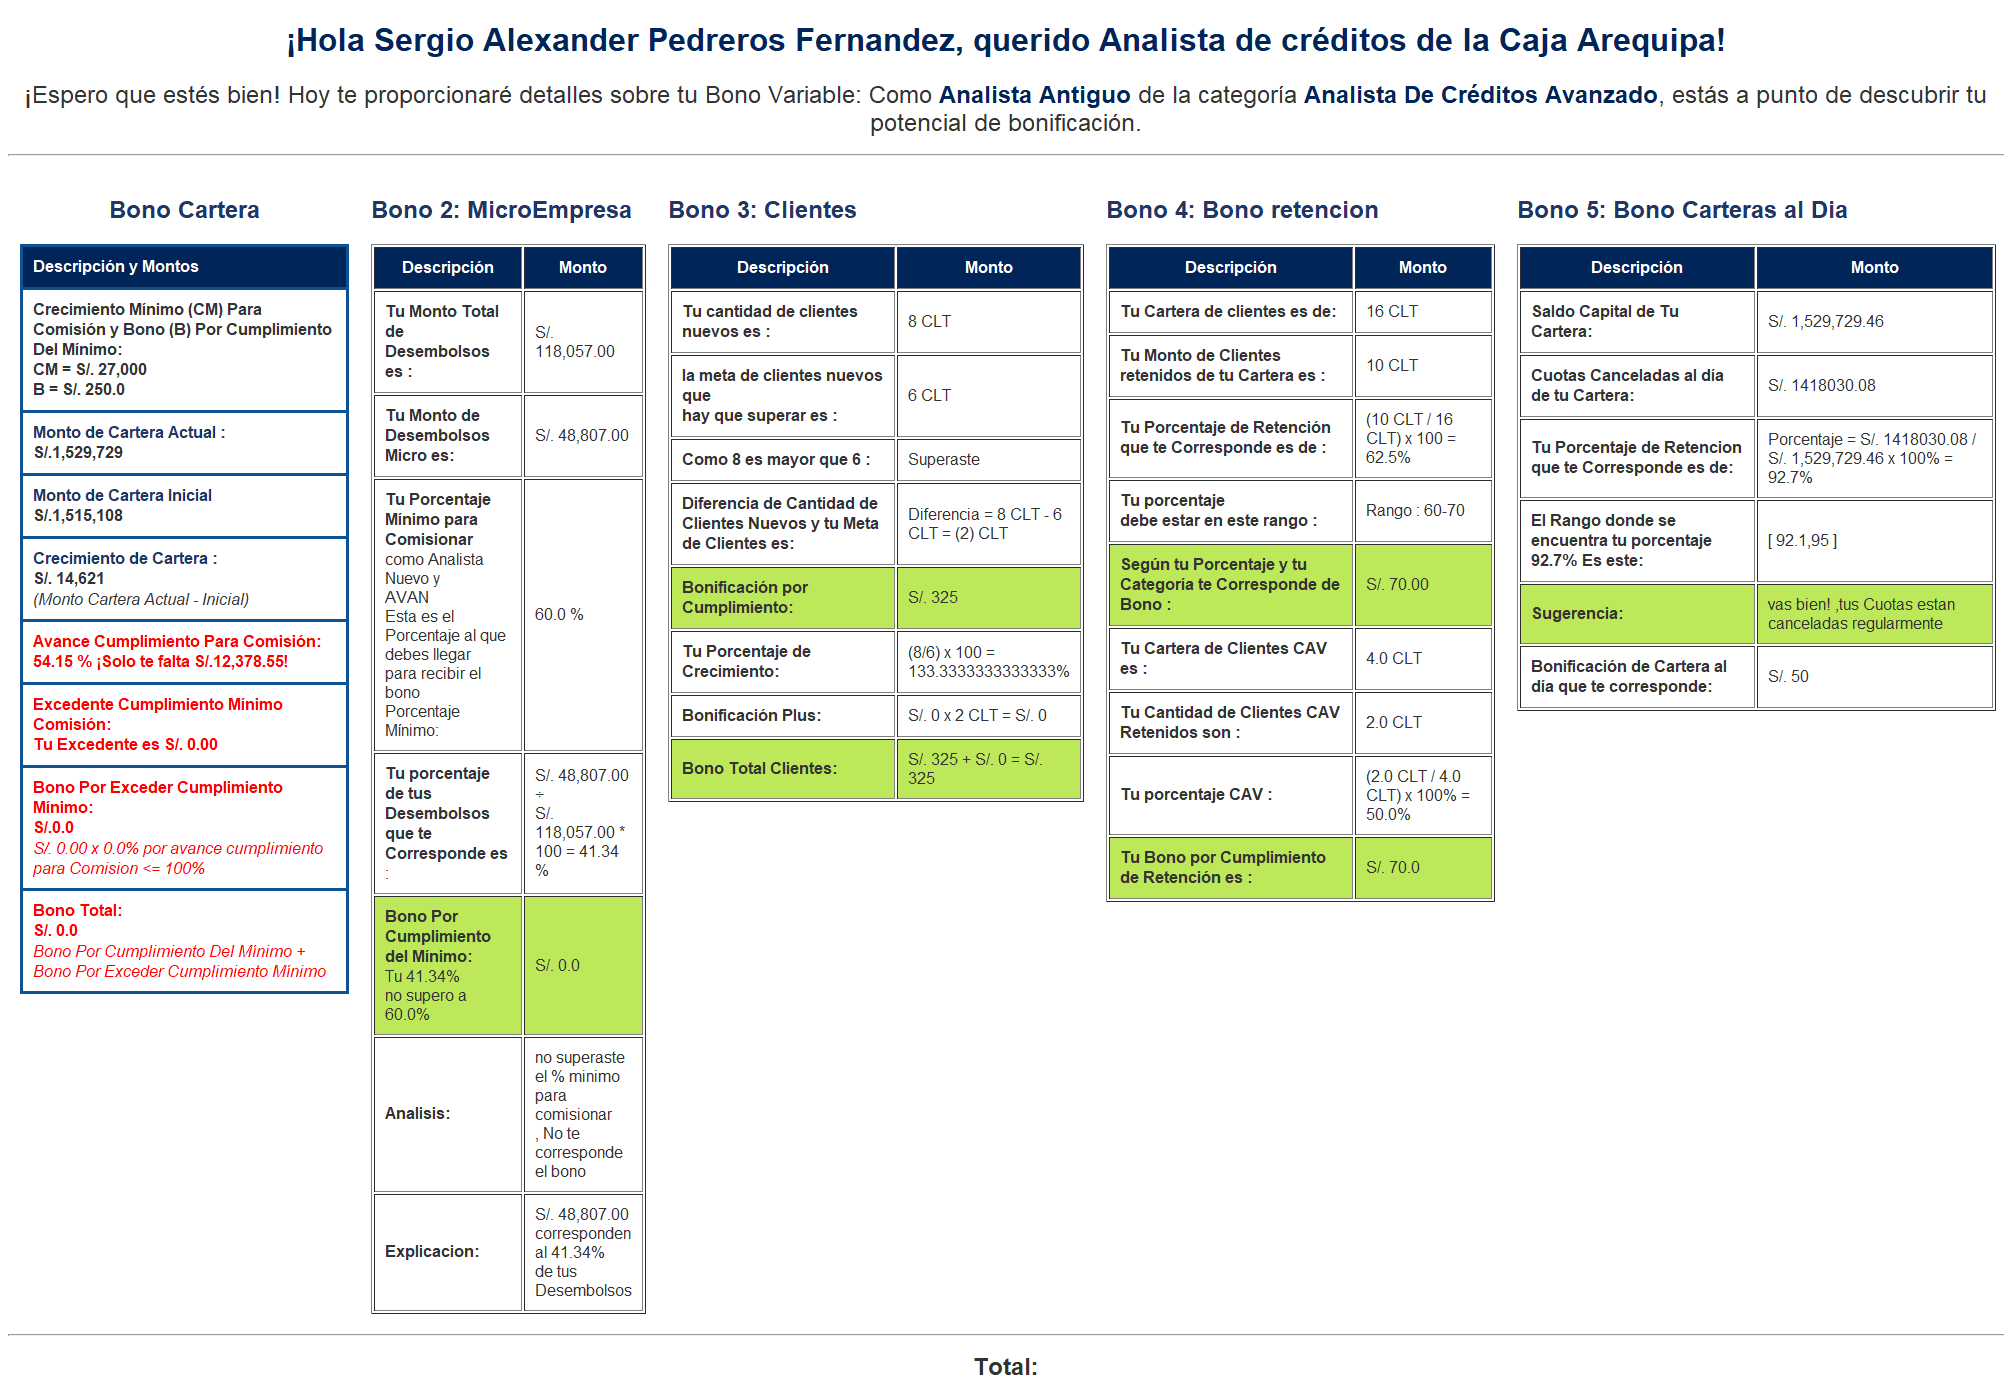 ¡Hola Sergio Alexander Pedreros Fernandez, querido Analista de créditos de la Caja Arequipa!
¡Espero que estés bien! Hoy te proporcionaré detalles sobre tu Bono Variable: Como Analista Antiguo de la categoría Analista De Créditos Avanzado, estás a punto de descubrir tu
potencial de bonificación.
Bono Cartera
Descripción y Montos
Crecimiento Mínimo (CM) Para
Comisión y Bono (B) Por Cumplimiento
Del Mínimo:
CM = S/. 27,000
B = S/. 250.0
Monto de Cartera Actual :
S/.1,529,729
Monto de Cartera Inicial
S/.1,515,108
Crecimiento de Cartera :
S/. 14,621
(Monto Cartera Actual - Inicial)
Avance Cumplimiento Para Comisión:
54.15 % ¡Solo te falta S/.12,378.55!
Excedente Cumplimiento Mínimo
Comisión:
Tu Excedente es S/. 0.00
Bono Por Exceder Cumplimiento
Mínimo:
S/.0.0
S/. 0.00 x 0.0% por avance cumplimiento
para Comision <= 100%
Bono Total:
S/. 0.0
Bono Por Cumplimiento Del Mínimo +
Bono Por Exceder Cumplimiento Mínimo
Bono 2: MicroEmpresa
Descripción Monto
Tu Monto Total
de
Desembolsos
es :
S/.
118,057.00
Tu Monto de
Desembolsos
Micro es:
S/. 48,807.00
Tu Porcentaje
Mínimo para
Comisionar
como Analista
Nuevo y
AVAN
Esta es el
Porcentaje al que
debes llegar
para recibir el
bono
Porcentaje
Mínimo:
60.0 %
Tu porcentaje
de tus
Desembolsos
que te
Corresponde es
:
S/. 48,807.00
÷
S/.
118,057.00 *
100 = 41.34
%
Bono Por
Cumplimiento
del Mínimo:
Tu 41.34%
no supero a
60.0%
S/. 0.0
Analisis:
no superaste
el % minimo
para
comisionar
, No te
corresponde
el bono
Explicacion:
S/. 48,807.00
corresponden
al 41.34%
de tus
Desembolsos
Bono 3: Clientes
Descripción Monto
Tu cantidad de clientes
nuevos es :
8 CLT
la meta de clientes nuevos
que
hay que superar es :
6 CLT
Como 8 es mayor que 6 :
Superaste
Diferencia de Cantidad de
Clientes Nuevos y tu Meta
de Clientes es:
Diferencia = 8 CLT - 6
CLT = (2) CLT
Bonificación por
Cumplimiento:
S/. 325
Tu Porcentaje de
Crecimiento:
(8/6) x 100 =
133.3333333333333%
Bonificación Plus:
S/. 0 x 2 CLT = S/. 0
Bono Total Clientes:
S/. 325 + S/. 0 = S/.
325
Bono 4: Bono retencion
Descripción Monto
Tu Cartera de clientes es de:
16 CLT
Tu Monto de Clientes
retenidos de tu Cartera es :
10 CLT
Tu Porcentaje de Retención
que te Corresponde es de :
(10 CLT / 16
CLT) x 100 =
62.5%
Tu porcentaje
debe estar en este rango :
Rango : 60-70
Según tu Porcentaje y tu
Categoría te Corresponde de
Bono :
S/. 70.00
Tu Cartera de Clientes CAV
es :
4.0 CLT
Tu Cantidad de Clientes CAV
Retenidos son :
2.0 CLT
Tu porcentaje CAV :
(2.0 CLT / 4.0
CLT) x 100% =
50.0%
Tu Bono por Cumplimiento
de Retención es :
S/. 70.0
Bono 5: Bono Carteras al Dia
Descripción Monto
Saldo Capital de Tu
Cartera:
S/. 1,529,729.46
Cuotas Canceladas al día
de tu Cartera:
S/. 1418030.08
Tu Porcentaje de Retencion
que te Corresponde es de:
Porcentaje = S/. 1418030.08 /
S/. 1,529,729.46 x 100% =
92.7%
El Rango donde se
encuentra tu porcentaje
92.7% Es este:
[ 92.1,95 ]
Sugerencia:
vas bien! ,tus Cuotas estan
canceladas regularmente
Bonificación de Cartera al
día que te corresponde:
S/. 50
Total: